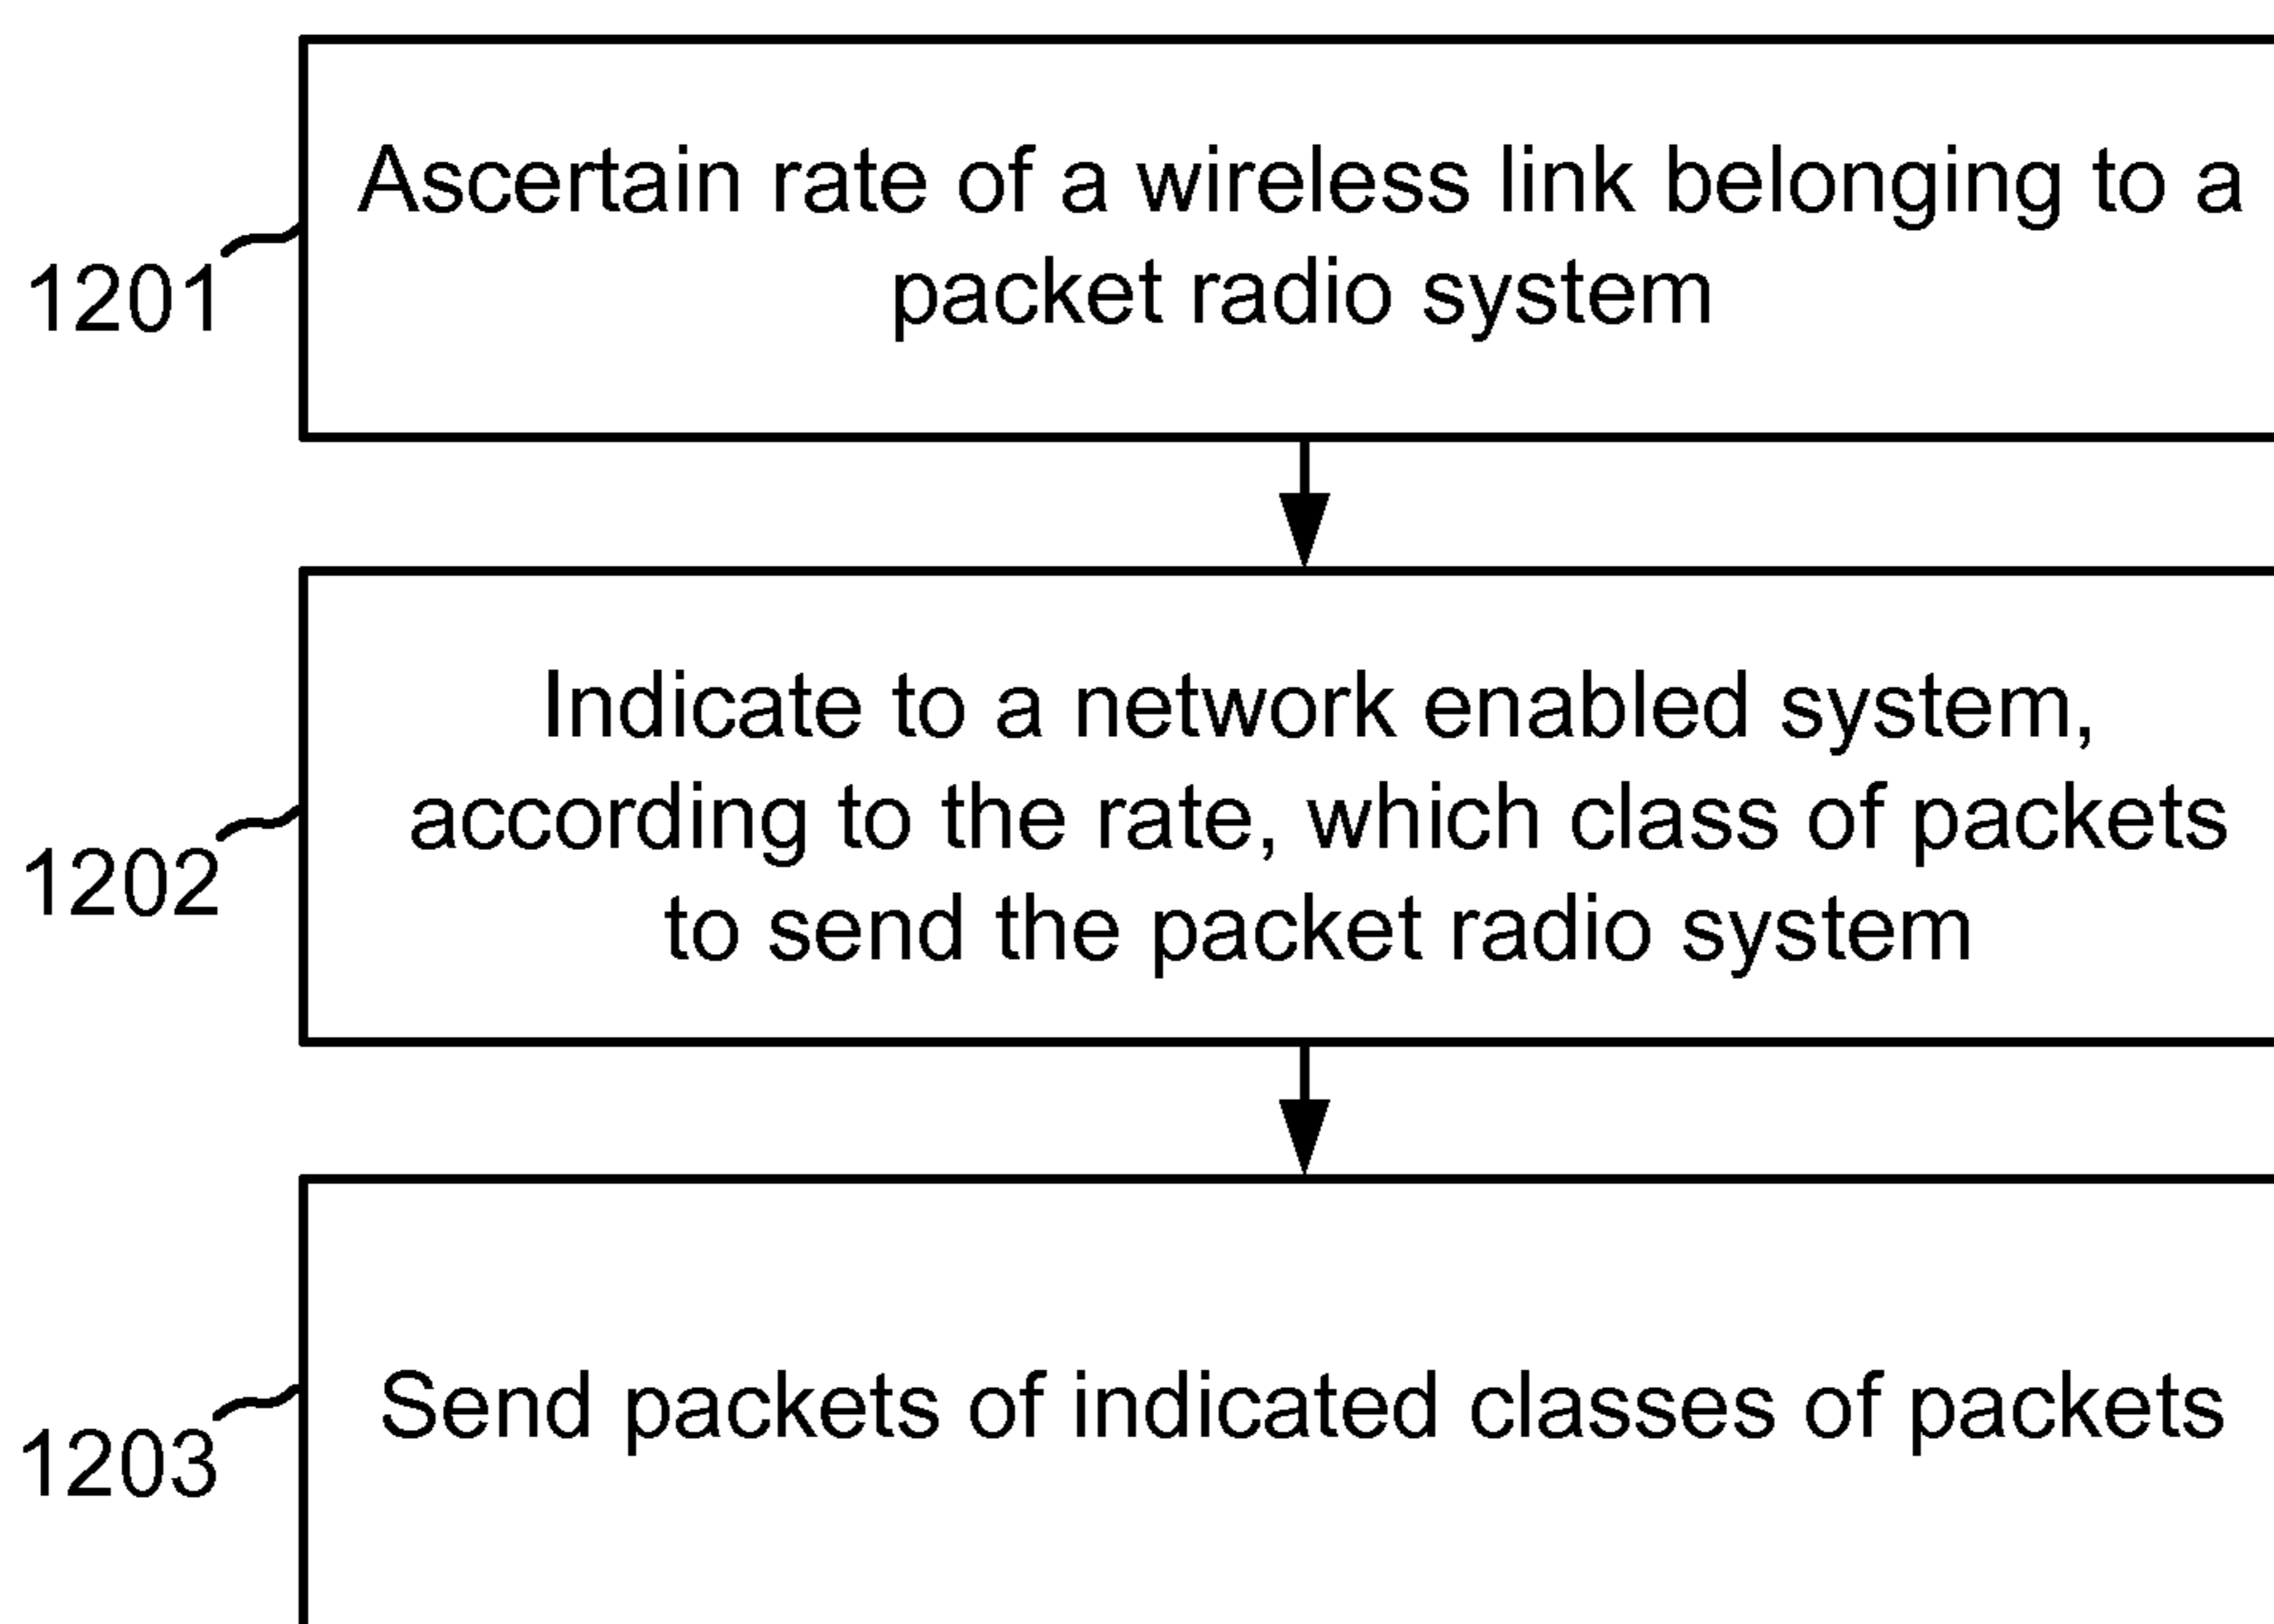 Ascertain rate of a wireless link belonging to a
packet radio system
1201
Indicate to a network enabled system,
according to the rate, which class of packets
to send the packet radio system
1202
Send packets of indicated classes of packets
1203